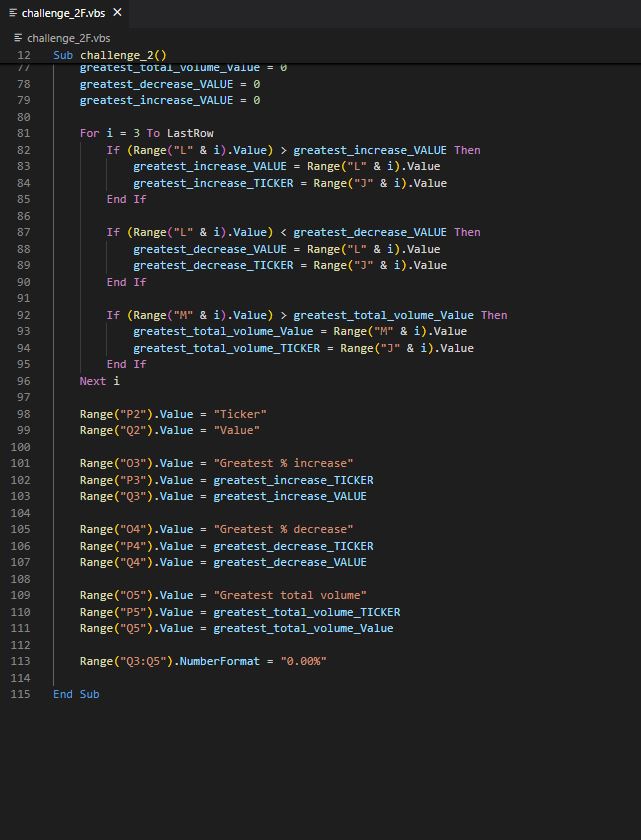 challenge_2F.vbs
challenge_2F.vbs
12 Sub challenge_2()
77 greatest_total_volume_Value = 0
78 greatest_decrease_VALUE = 0
79 greatest_increase_VALUE = 0
80
81 For i = 3 To LastRow
82 If (Range("L" & i).Value) > greatest_increase_VALUE Then
83 greatest_increase_VALUE = Range("L" & i).Value
84 greatest_increase_TICKER = Range("J" & i).Value
85 End If
86
87 If (Range("L" & i).Value) < greatest_decrease_VALUE Then
88 greatest_decrease_VALUE = Range("L" & i).Value
89 greatest_decrease_TICKER = Range("J" & i).Value
90 End If
91
92 If (Range("M" & i).Value) > greatest_total_volume_Value Then
93 greatest_total_volume_Value = Range("M" & i).Value
94 greatest_total_volume_TICKER = Range("J" & i).Value
95 End If
96 Next i
97
98 Range("P2").Value = "Ticker"
99 Range("Q2").Value = "Value"
100
101 Range("O3").Value = "Greatest % increase"
102 Range("P3").Value = greatest_increase_TICKER
103 Range("Q3").Value = greatest_increase_VALUE
104
105 Range("O4").Value = "Greatest % decrease"
106 Range("P4").Value = greatest_decrease_TICKER
107 Range("Q4").Value = greatest_decrease_VALUE
108
109 Range("O5").Value = "Greatest total volume"
110 Range("P5").Value = greatest_total_volume_TICKER
111 Range("Q5").Value = greatest_total_volume_Value
112
113 Range("Q3:Q5").NumberFormat = "0.00%"
114
115 End Sub